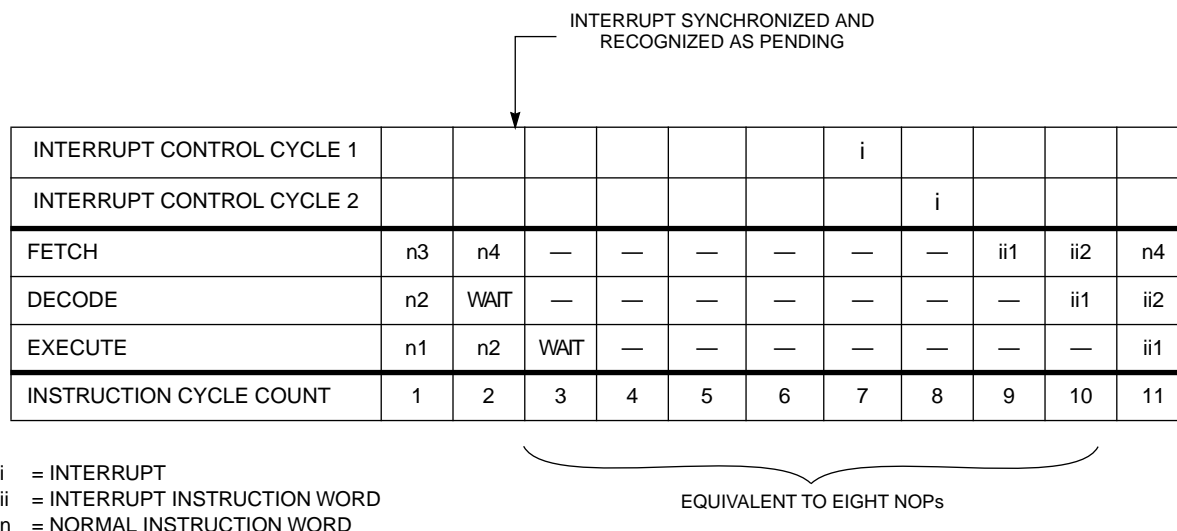 INTERRUPT SYNCHRONIZED AND
RECOGNIZED AS PENDING
INTERRUPT CONTROL CYCLE 1 i
INTERRUPT CONTROL CYCLE 2 i
FETCH n3 n4 — — — — — — ii1 ii2 n4
DECODE n2 WAIT — — — — — — — ii1 ii2
EXECUTE n1 n2 WAIT — — — — — — — ii1
INSTRUCTION CYCLE COUNT 1 2 3 4 5 6 7 8 9 10 11
i = INTERRUPT
ii = INTERRUPT INSTRUCTION WORD
n = NORMAL INSTRUCTION WORD
EQUIVALENT TO EIGHT NOPs